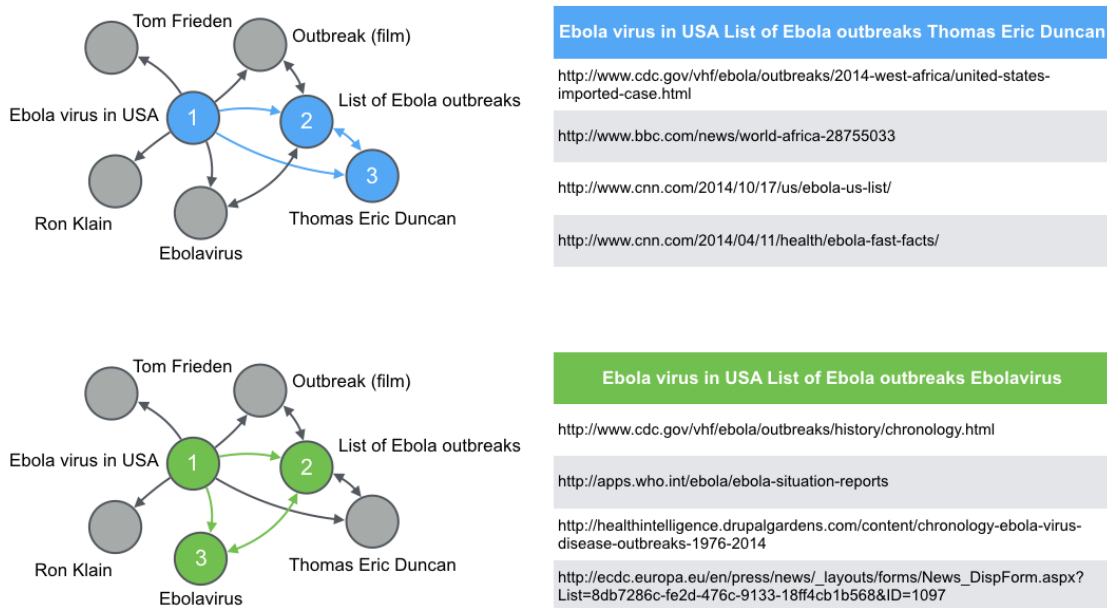 Tom Frieden
Outbreak (film)
List of Ebola outbreaks
Ebola virus in USA
1
2
3
Ron Klain
Thomas Eric Duncan
Ebolavirus
Ebola virus in USA List of Ebola outbreaks Thomas Eric Duncan
http://www.cdc.gov/vhf/ebola/outbreaks/2014-west-africa/united-states-
imported-case.html
http://www.bbc.com/news/world-africa-28755033
http://www.cnn.com/2014/10/17/us/ebola-us-list/
http://www.cnn.com/2014/04/11/health/ebola-fast-facts/
Tom Frieden
Outbreak (film)
List of Ebola outbreaks
Ebola virus in USA
1
2
3
Ron Klain
Thomas Eric Duncan
Ebolavirus
Ebola virus in USA List of Ebola outbreaks Ebolavirus
http://www.cdc.gov/vhf/ebola/outbreaks/history/chronology.html
http://apps.who.int/ebola/ebola-situation-reports
http://healthintelligence.drupalgardens.com/content/chronology-ebola-virus-
disease-outbreaks-1976-2014
http://ecdc.europa.eu/en/press/news/_layouts/forms/News_DispForm.aspx?
List=8db7286c-fe2d-476c-9133-18ff4cb1b568&ID=1097